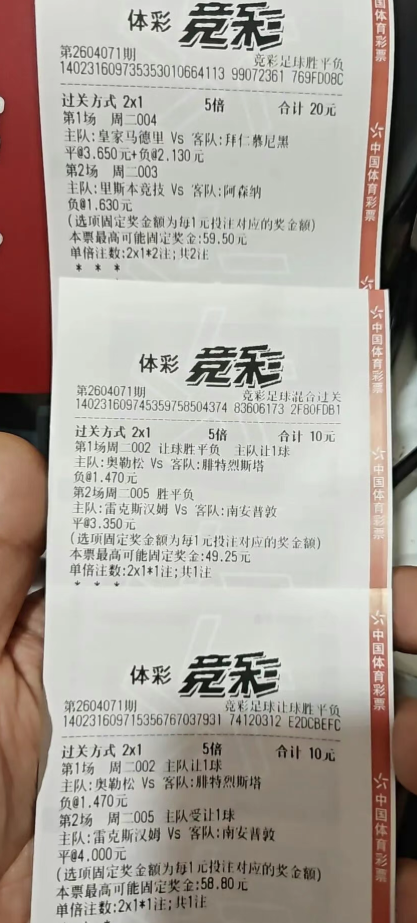 体彩 竞彩
第2604071期 竞彩足球胜平负
140231609735353010664113 99072361 769FD08C
过关方式 2x1 5倍 合计 20元
第1场 周二004
主队:皇家马德里 Vs 客队:拜仁慕尼黑
平@3.650元+负@2.130元
第2场 周二003
主队:里斯本竞技 Vs 客队:阿森纳
负@1.630元
(选项固定奖金额为每1元投注对应的奖金额)
本票最高可能固定奖金:59.50元
单倍注数:2x1*2注;共2注
* * *
体彩 竞彩
第2604071期 竞彩足球混合过关
140231609745359758504374 83606173 2F80FDB1
过关方式 2x1 5倍 合计 10元
第1场周二002 让球胜平负 主队让1球
主队:奥勒松 Vs 客队:腓特烈斯塔
负@1.470元
第2场周二005 胜平负
主队:雷克斯汉姆 Vs 客队:南安普敦
平@3.350元
(选项固定奖金额为每1元投注对应的奖金额)
本票最高可能固定奖金:49.25元
单倍注数:2x1*1注;共1注
* * *
体彩 竞彩
第2604071期 竞彩足球让球胜平负
140231609715356767037931 74120312 E2DCBEFC
过关方式 2x1 5倍 合计 10元
第1场 周二002 主队让1球
主队:奥勒松 Vs 客队:腓特烈斯塔
负@1.470元
第2场 周二005 主队受让1球
主队:雷克斯汉姆 Vs 客队:南安普敦
平@4.000元
(选项固定奖金额为每1元投注对应的奖金额)
本票最高可能固定奖金:58.80元
单倍注数:2x1*1注;共1注
国体育彩票
中国体育彩票
中国体育彩票
中国体育彩票
中国体育彩票
中国体育彩票